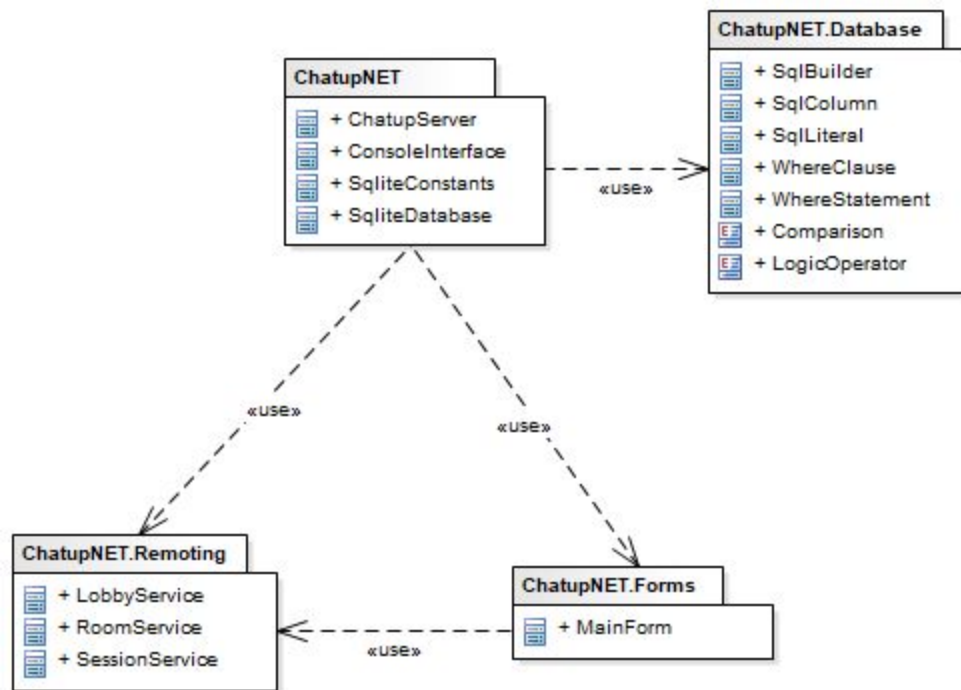 ChatupNET
+ ChatupServer
+ ConsoleInterface
+ SqliteConstants
+ SqliteDatabase
«use»
ChatupNET.Database
+ SqlBuilder
+ SqlColumn
+ SqlLiteral
+ WhereClause
+ WhereStatement
E + Comparison
E + LogicOperator
«use»
«use»
ChatupNET.Remoting
+ LobbyService
+ RoomService
+ SessionService
«use»
ChatupNET.Forms
+ MainForm